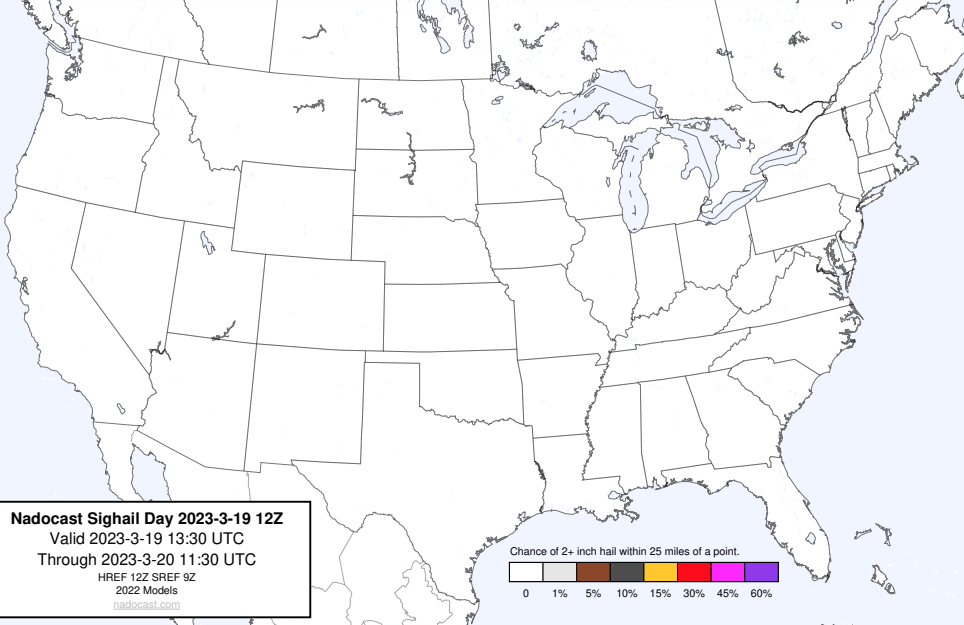 Nadocast Sighail Day 2023-3-19 12Z
Valid 2023-3-19 13:30 UTC
Through 2023-3-20 11:30 UTC
HREF 12Z SREF 9Z
2022 Models
nadocast.com
Chance of 2+ inch hail within 25 miles of a point.
0 1% 5% 10% 15% 30% 45% 60%